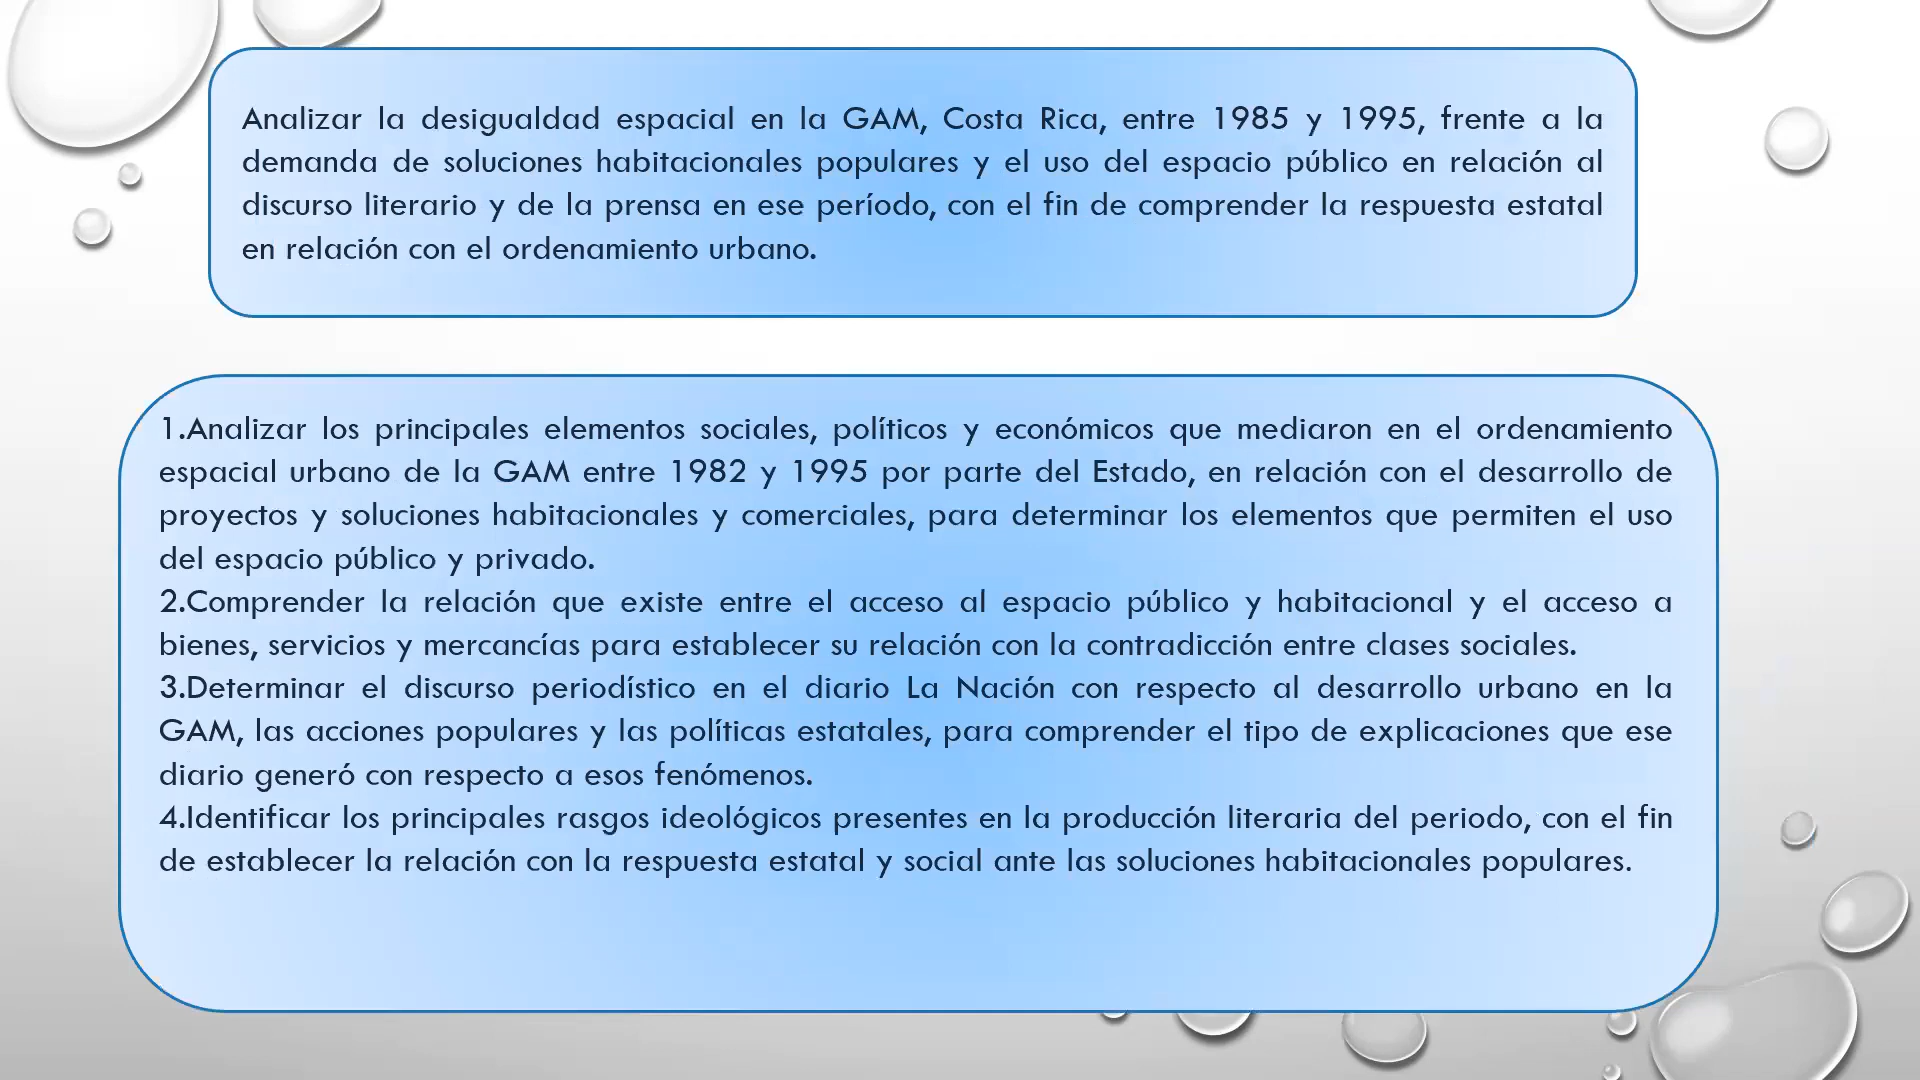 Analizar la desigualdad espacial en la GAM, Costa Rica, entre 1985 y 1995, frente a la
demanda de soluciones habitacionales populares y el uso del espacio público en relación al
discurso literario y de la prensa en ese período, con el fin de comprender la respuesta estatal
en relación con el ordenamiento urbano.
1.Analizar los principales elementos sociales, políticos y económicos que mediaron en el ordenamiento
espacial urbano de la GAM entre 1982 y 1995 por parte del Estado, en relación con el desarrollo de
proyectos y soluciones habitacionales y comerciales, para determinar los elementos que permiten el uso
del espacio público y privado.
2.Comprender la relación que existe entre el acceso al espacio público y habitacional y el acceso a
bienes, servicios y mercancías para establecer su relación con la contradicción entre clases sociales.
3.Determinar el discurso periodístico en el diario La Nación con respecto al desarrollo urbano en la
GAM, las acciones populares y las políticas estatales, para comprender el tipo de explicaciones que ese
diario generó con respecto a esos fenómenos.
4.Identificar los principales rasgos ideológicos presentes en la producción literaria del periodo, con el fin
de establecer la relación con la respuesta estatal y social ante las soluciones habitacionales populares.